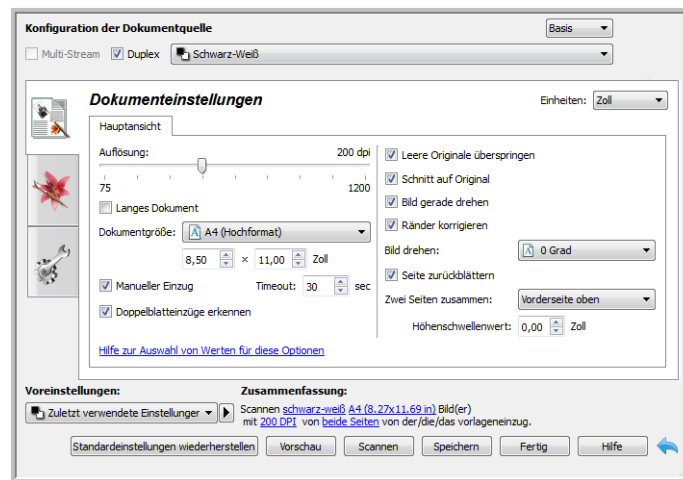 Konfiguration der Dokumentquelle
Basis
Multi-Stream
Duplex
Schwarz-Weiß
Dokumenteinstellungen
Einheiten: Zoll
Hauptansicht
Auflösung: 200 dpi
75 1200
Langes Dokument
Dokumentgröße: A4 (Hochformat)
8,50 × 11,00 Zoll
Manueller Einzug Timeout: 30 sec
Doppelblatteinzüge erkennen
Hilfe zur Auswahl von Werten für diese Optionen
Leere Originale überspringen
Schnitt auf Original
Bild gerade drehen
Ränder korrigieren
Bild drehen: 0 Grad
Seite zurückblättern
Zwei Seiten zusammen: Vorderseite oben
Höhenschwellenwert: 0,00 Zoll
Voreinstellungen:
Zuletzt verwendete Einstellunger
Zusammenfassung:
Scannen schwarz-weiß A4 (8.27x11.69 in) Bild(er)
mit 200 DPI von beide Seiten von der/die/das vorlageneinzug.
Standardeinstellungen wiederherstellen Vorschau Scannen Speichern Fertig Hilfe